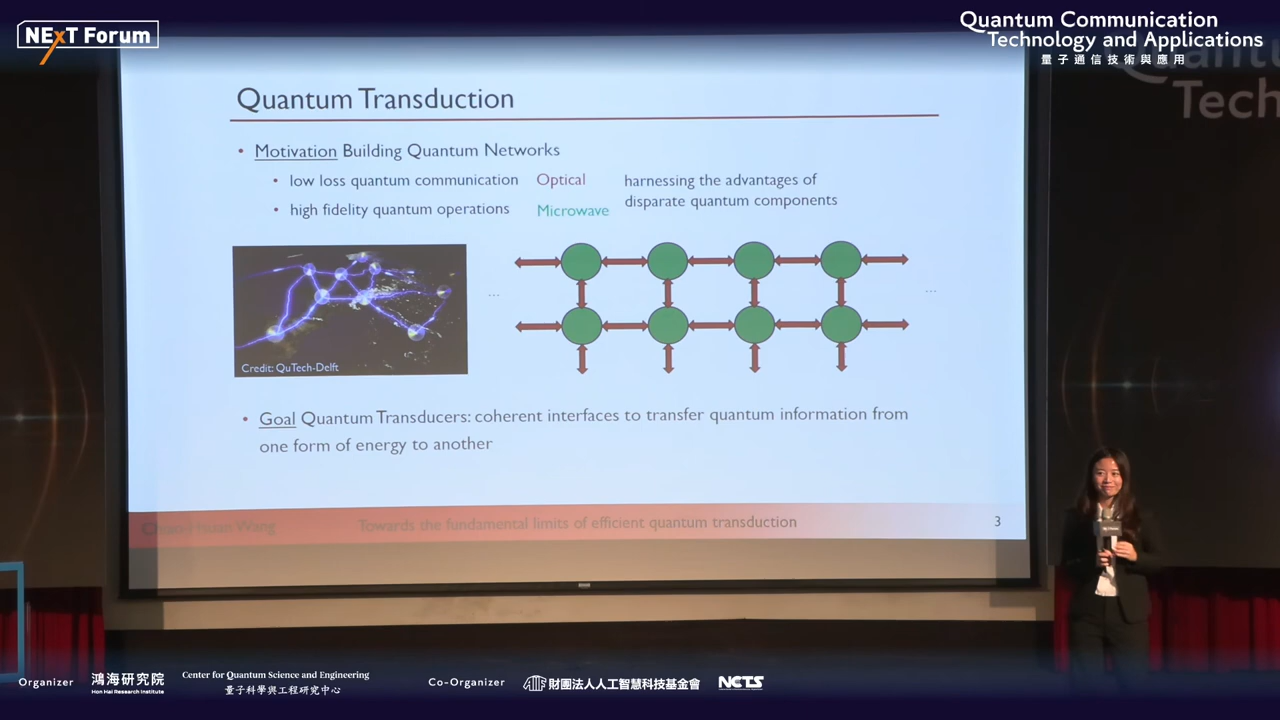 NExT Forum
Quantum Communication
Technology and Applications
量子通信技術與應用
Quantum
Tech
Quantum Transduction
• Motivation Building Quantum Networks
• low loss quantum communication Optical
• high fidelity quantum operations Microwave
harnessing the advantages of
disparate quantum components
...
...
Credit: QuTech-Delft
• Goal Quantum Transducers: coherent interfaces to transfer quantum information from
one form of energy to another
Wang Towards the fundamental limits of efficient quantum transduction 3
Organizer
鴻海研究院
Hon Hai Research Institute
Center for Quantum Science and Engineering
量子科學與工程研究中心
Co-Organizer
財團法人人工智慧科技基金會
NCTS